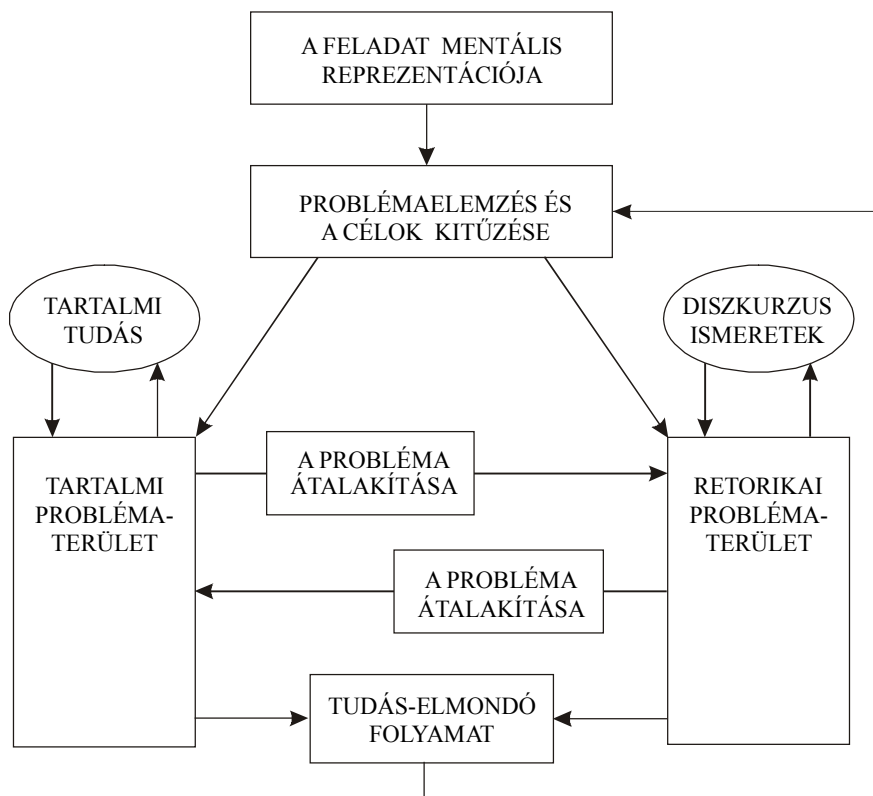 A FELADAT MENTÁLIS
REPREZENTÁCIÓJA
PROBLÉMAELEMZÉS ÉS
A CÉLOK KITŰZÉSE
TARTALMI
TUDÁS
DISZKURZUS
ISMERETEK
TARTALMI
PROBLÉMA-
TERÜLET
A PROBLÉMA
ÁTALAKÍTÁSA
RETORIKAI
PROBLÉMA-
TERÜLET
A PROBLÉMA
ÁTALAKÍTÁSA
TUDÁS-ELMONDÓ
FOLYAMAT